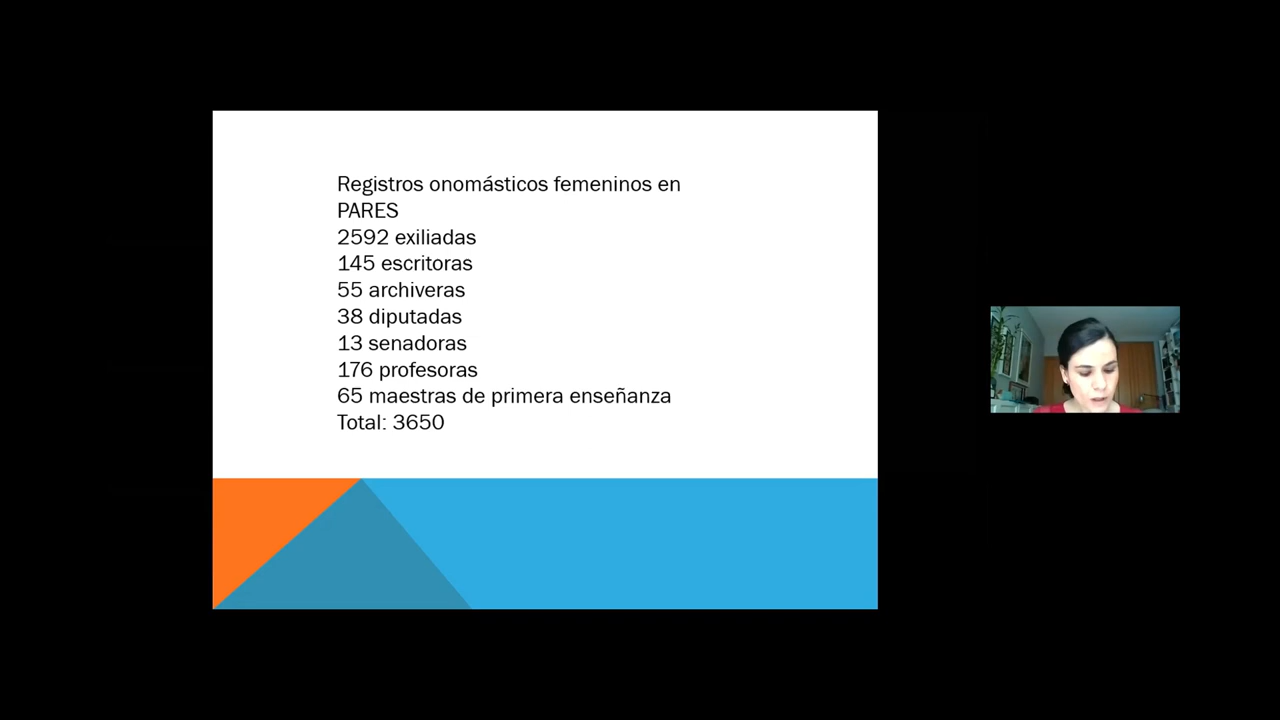 Registros onomásticos femeninos en
PARES
2592 exiliadas
145 escritoras
55 archiveras
38 diputadas
13 senadoras
176 profesoras
65 maestras de primera enseñanza
Total: 3650